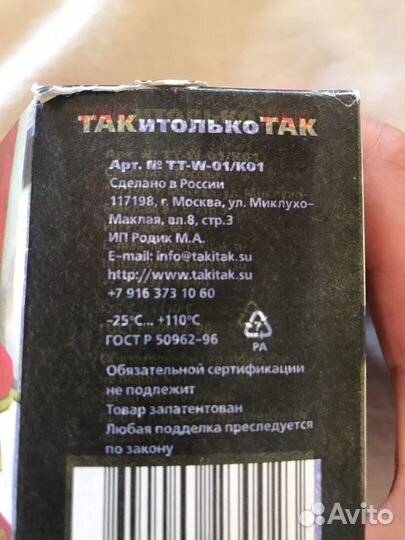 ТАКитолькоТАК
Арт. № TT-W-01/K01
Сделано в России
117198, г. Москва, ул. Миклухо-
Маклая, вл.8, стр.3
ИП Родик М.А.
E-mail: info@takitak.su
http://www.takitak.su
+7 916 373 10 60
-25°C... +110°C
ГОСТ Р 50962-96
7
PA
Обязательной сертификации
не подлежит
Товар запатентован
Любая подделка преследуется
по закону
Avito